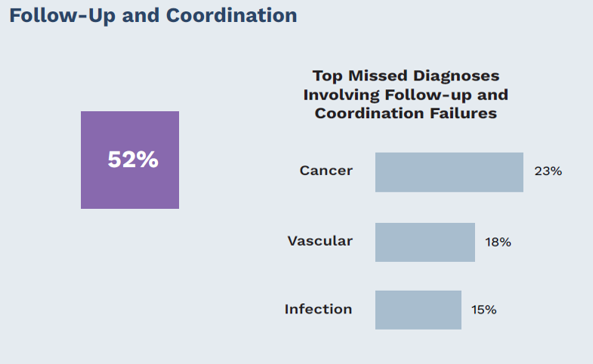 Follow-Up and Coordination
52%
Top Missed Diagnoses
Involving Follow-up and
Coordination Failures
Cancer 23%
Vascular 18%
Infection 15%